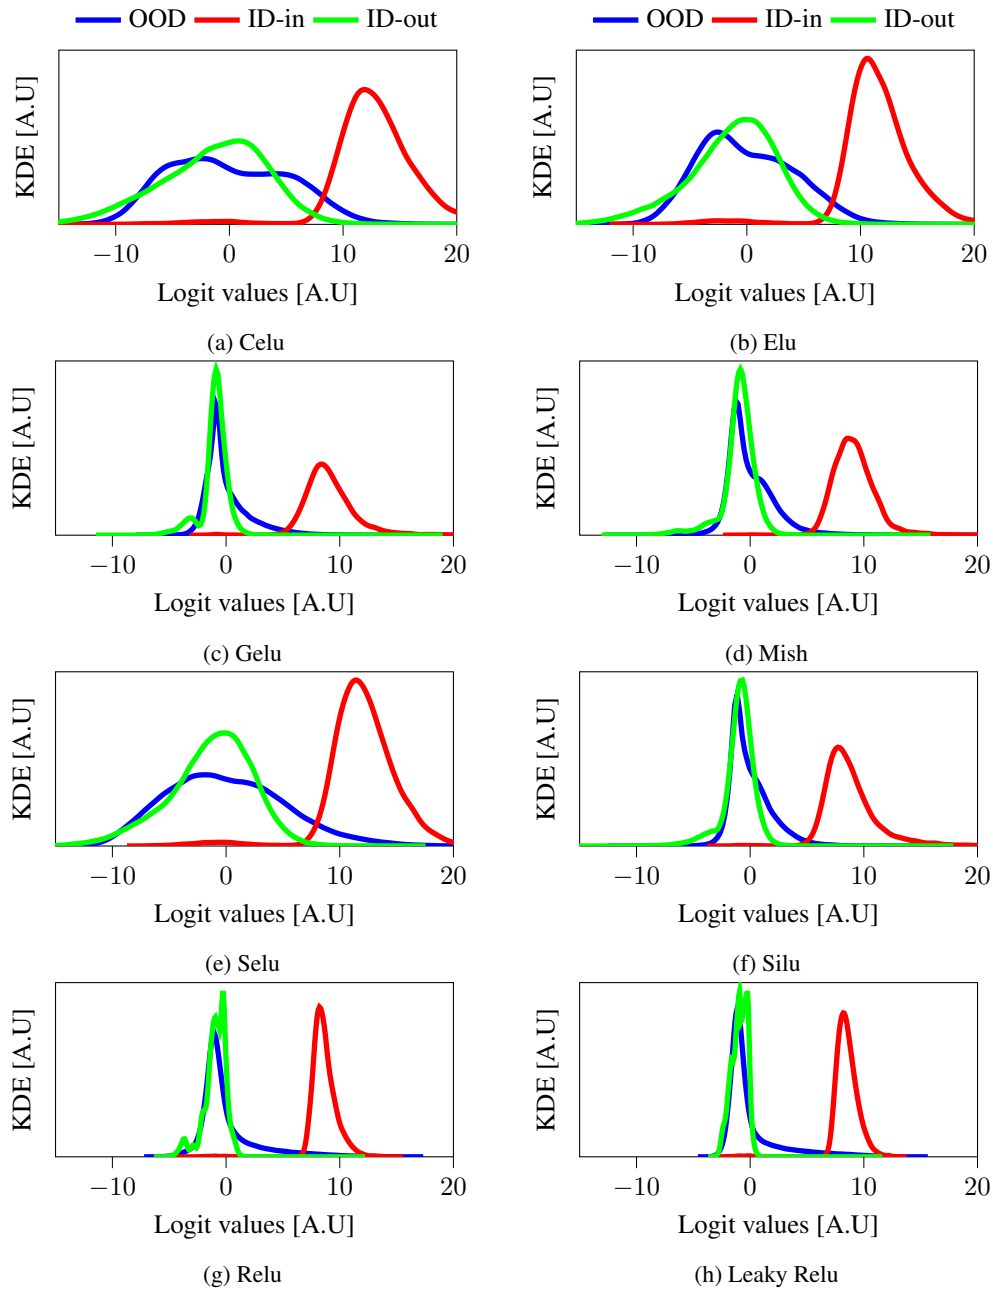 OOD ID-in ID-out OOD ID-in ID-out
KDE [A.U] KDE [A.U]
−10 0 10 20 −10 0 10 20
Logit values [A.U] Logit values [A.U]
(a) Celu (b) Elu
KDE [A.U] KDE [A.U]
−10 0 10 20 −10 0 10 20
Logit values [A.U] Logit values [A.U]
(c) Gelu (d) Mish
KDE [A.U] KDE [A.U]
−10 0 10 20 −10 0 10 20
Logit values [A.U] Logit values [A.U]
(e) Selu (f) Silu
KDE [A.U] KDE [A.U]
−10 0 10 20 −10 0 10 20
Logit values [A.U] Logit values [A.U]
(g) Relu (h) Leaky Relu